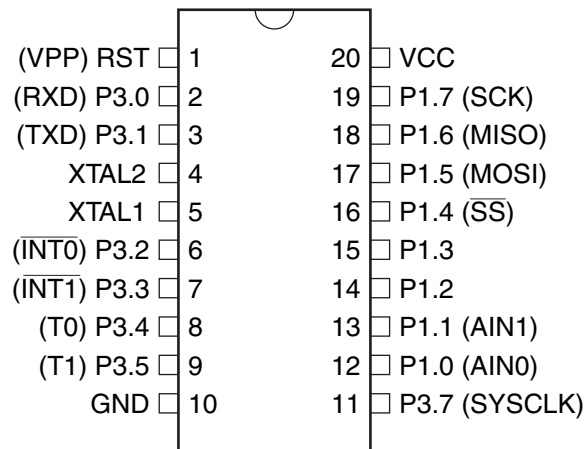 (VPP) RST 1 20 VCC
(RXD) P3.0 2 19 P1.7 (SCK)
(TXD) P3.1 3 18 P1.6 (MISO)
XTAL2 4 17 P1.5 (MOSI)
XTAL1 5 16 P1.4 (S̅S̅)
(I̅N̅T̅0̅) P3.2 6 15 P1.3
(I̅N̅T̅1̅) P3.3 7 14 P1.2
(T0) P3.4 8 13 P1.1 (AIN1)
(T1) P3.5 9 12 P1.0 (AIN0)
GND 10 11 P3.7 (SYSCLK)